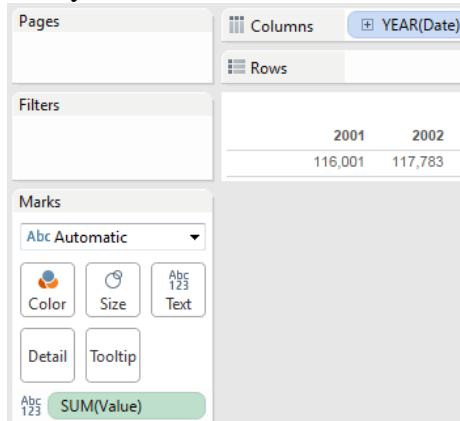 Pages
Columns
YEAR(Date)
Rows
Filters
2001 2002
116,001 117,783
Marks
Abc Automatic
Abc
123
Color Size Text
Detail Tooltip
Abc
123
SUM(Value)